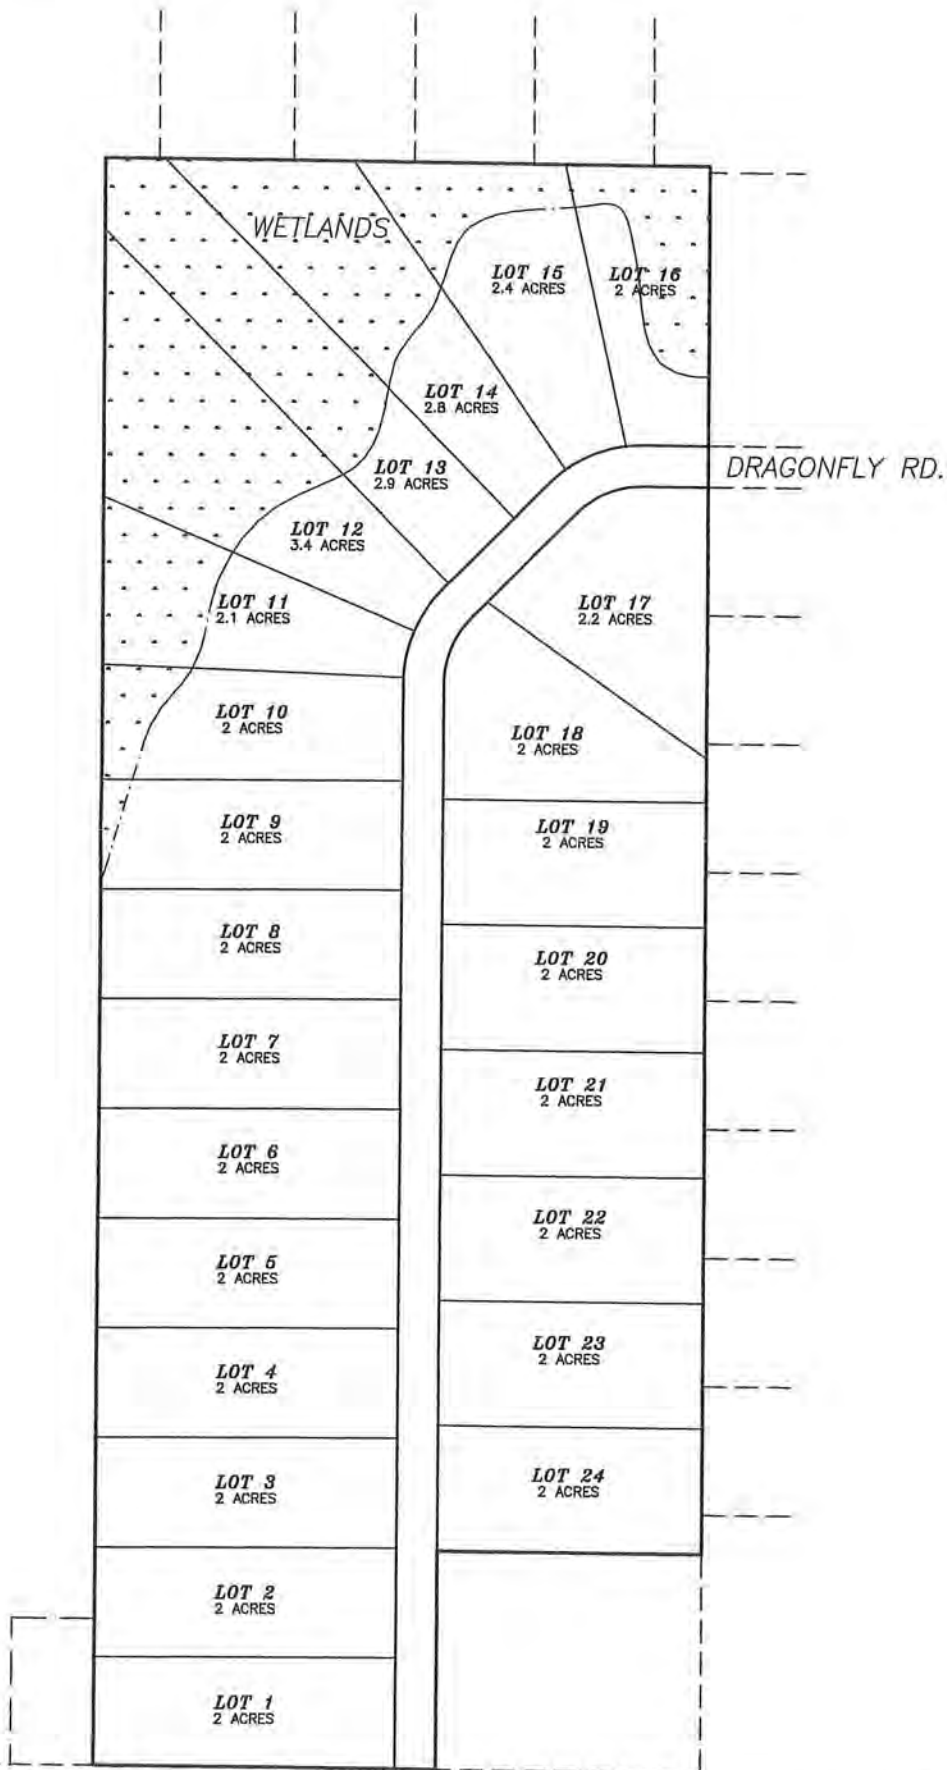 WETLANDS
LOT 15
2.4 ACRES
LOT 16
2 ACRES
LOT 14
2.8 ACRES
DRAGONFLY RD.
LOT 13
2.9 ACRES
LOT 12
3.4 ACRES
LOT 11
2.1 ACRES
LOT 17
2.2 ACRES
LOT 10
2 ACRES
LOT 18
2 ACRES
LOT 9
2 ACRES
LOT 19
2 ACRES
LOT 8
2 ACRES
LOT 20
2 ACRES
LOT 7
2 ACRES
LOT 21
2 ACRES
LOT 6
2 ACRES
LOT 22
2 ACRES
LOT 5
2 ACRES
LOT 23
2 ACRES
LOT 4
2 ACRES
LOT 3
2 ACRES
LOT 24
2 ACRES
LOT 2
2 ACRES
LOT 1
2 ACRES